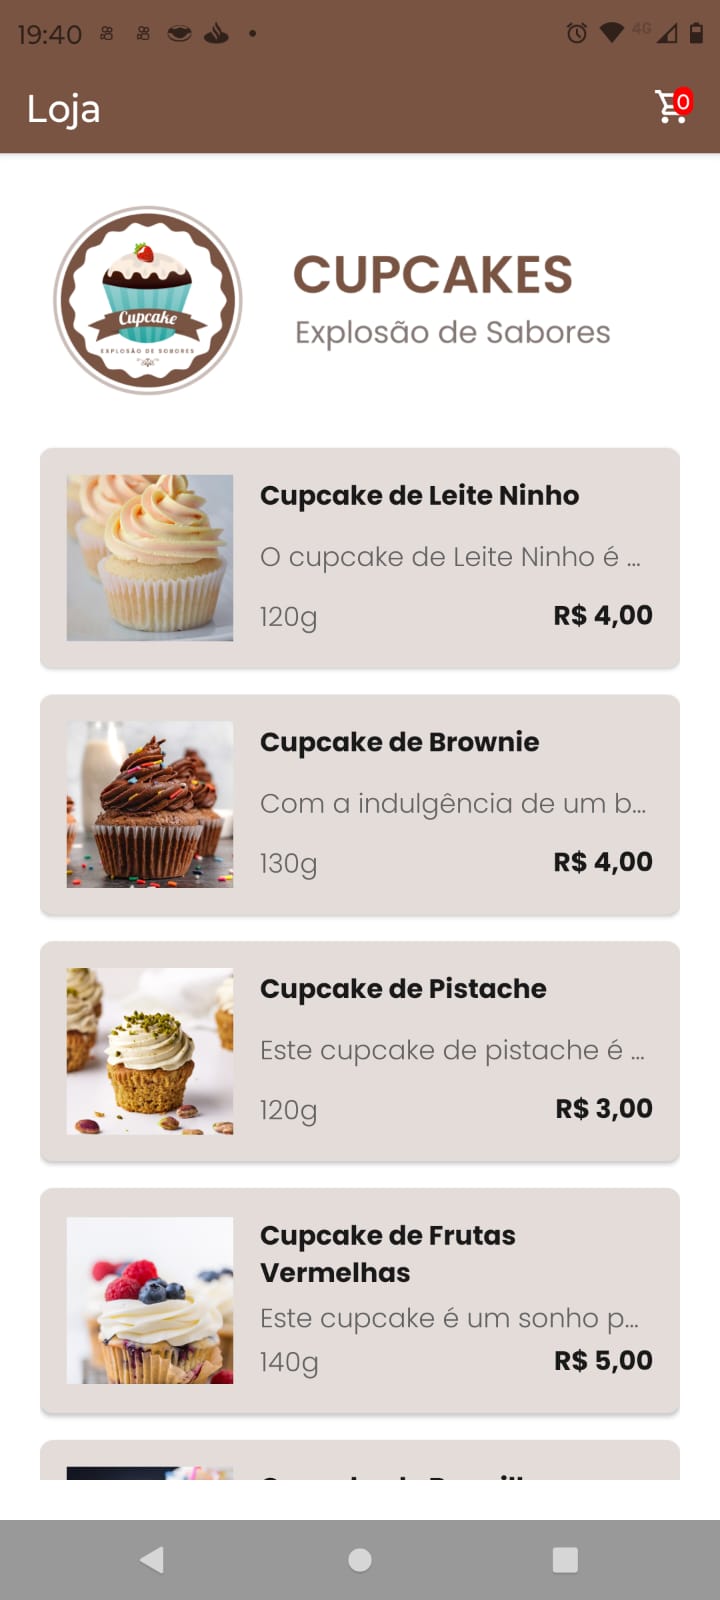 19:40
4G
Loja
0
Cupcake
EXPLOSÃO DE SOBORES
CUPCAKES
Explosão de Sabores
Cupcake de Leite Ninho
O cupcake de Leite Ninho é ...
120g
R$ 4,00
Cupcake de Brownie
Com a indulgência de um b...
130g
R$ 4,00
Cupcake de Pistache
Este cupcake de pistache é ...
120g
R$ 3,00
Cupcake de Frutas
Vermelhas
Este cupcake é um sonho p...
140g
R$ 5,00